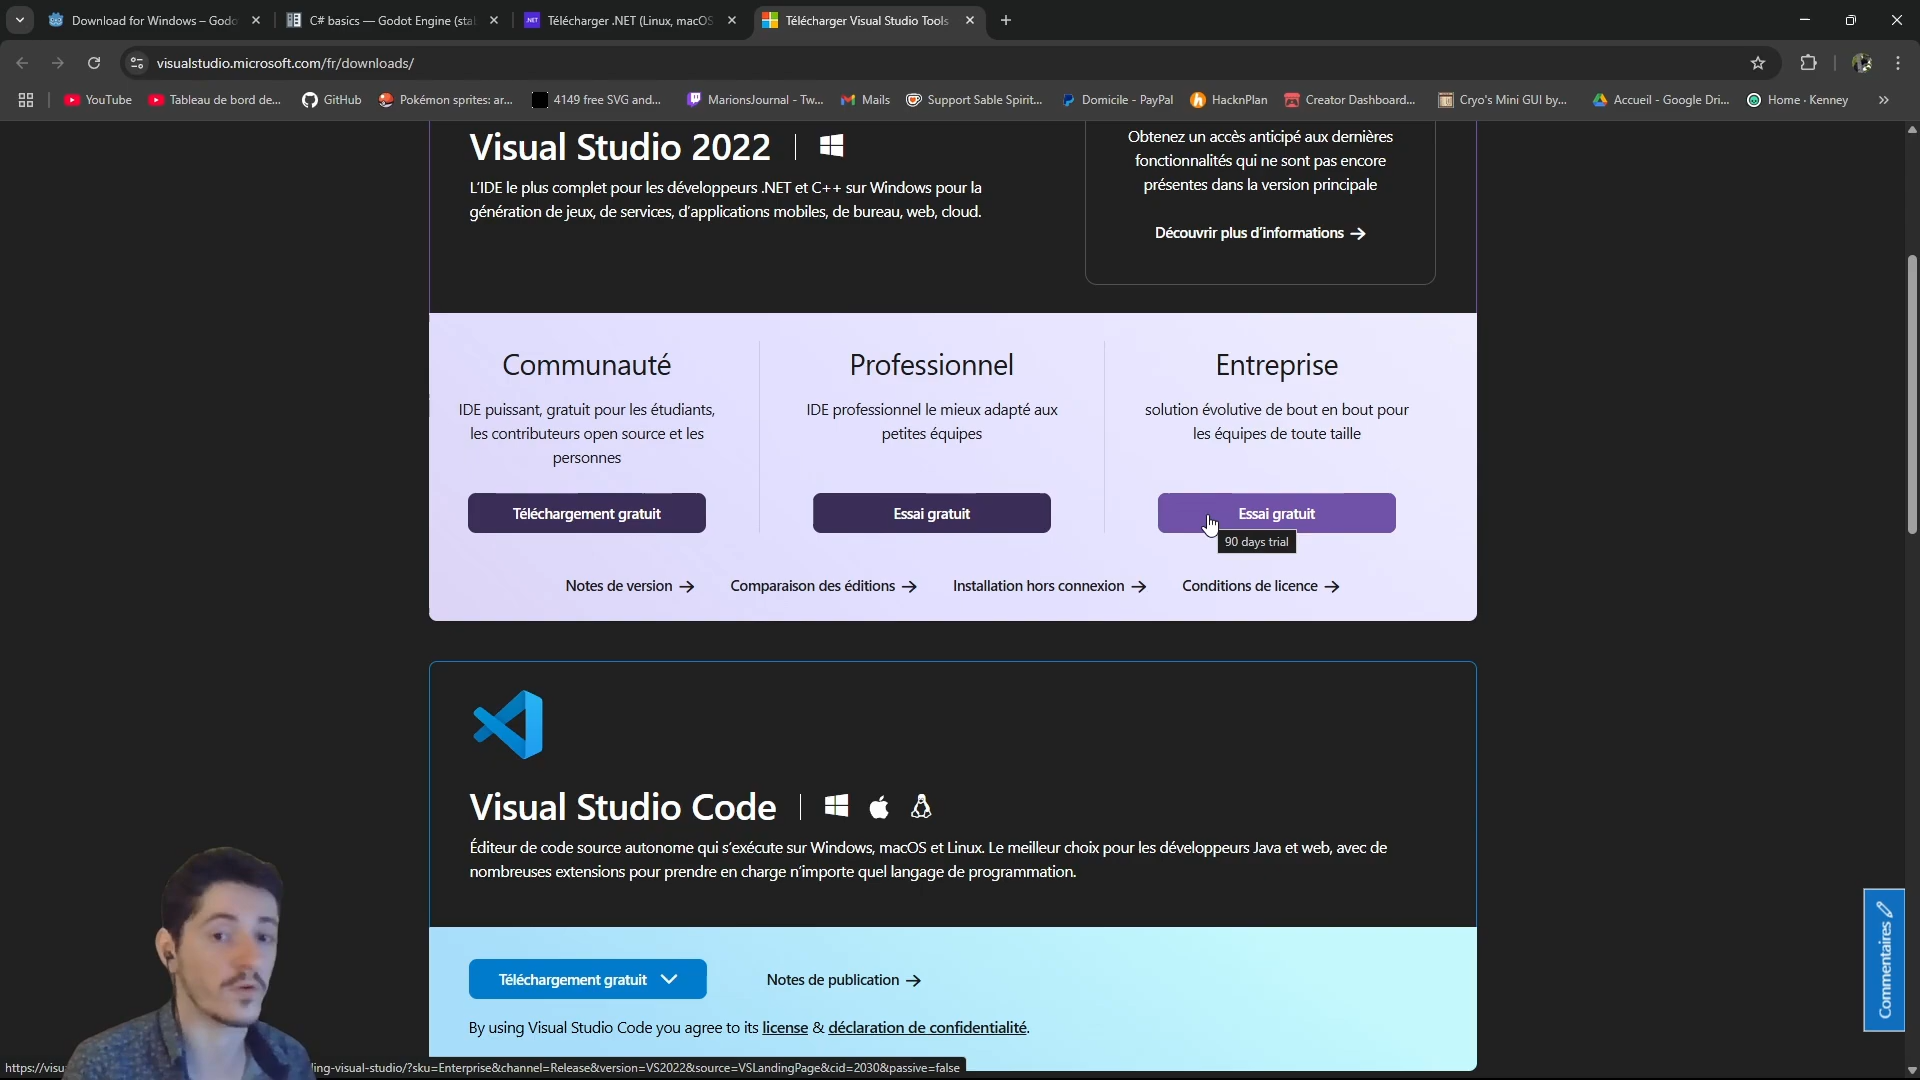 Download for Windows – Godo
C# basics — Godot Engine (sta
Télécharger .NET (Linux, macOS
Télécharger Visual Studio Tools
visualstudio.microsoft.com/fr/downloads/
YouTube
Tableau de bord de...
GitHub
Pokémon sprites: ar...
4149 free SVG and...
MarionsJournal - Tw...
Mails
Support Sable Spirit...
Domicile - PayPal
HacknPlan
Creator Dashboard...
Cryo's Mini GUI by...
Accueil - Google Dri...
Home · Kenney
Visual Studio 2022
L'IDE le plus complet pour les développeurs .NET et C++ sur Windows pour la
génération de jeux, de services, d'applications mobiles, de bureau, web, cloud.
Obtenez un accès anticipé aux dernières
fonctionnalités qui ne sont pas encore
présentes dans la version principale
Découvrir plus d'informations
Communauté
IDE puissant, gratuit pour les étudiants,
les contributeurs open source et les
personnes
Téléchargement gratuit
Professionnel
IDE professionnel le mieux adapté aux
petites équipes
Essai gratuit
Entreprise
solution évolutive de bout en bout pour
les équipes de toute taille
Essai gratuit
90 days trial
Notes de version
Comparaison des éditions
Installation hors connexion
Conditions de licence
Visual Studio Code
Éditeur de code source autonome qui s'exécute sur Windows, macOS et Linux. Le meilleur choix pour les développeurs Java et web, avec de
nombreuses extensions pour prendre en charge n'importe quel langage de programmation.
Téléchargement gratuit
Notes de publication
By using Visual Studio Code you agree to its license & déclaration de confidentialité.
Commentaires
https://visu
ing-visual-studio/?sku=Enterprise&channel=Release&version=VS2022&source=VSLandingPage&cid=2030&passive=false